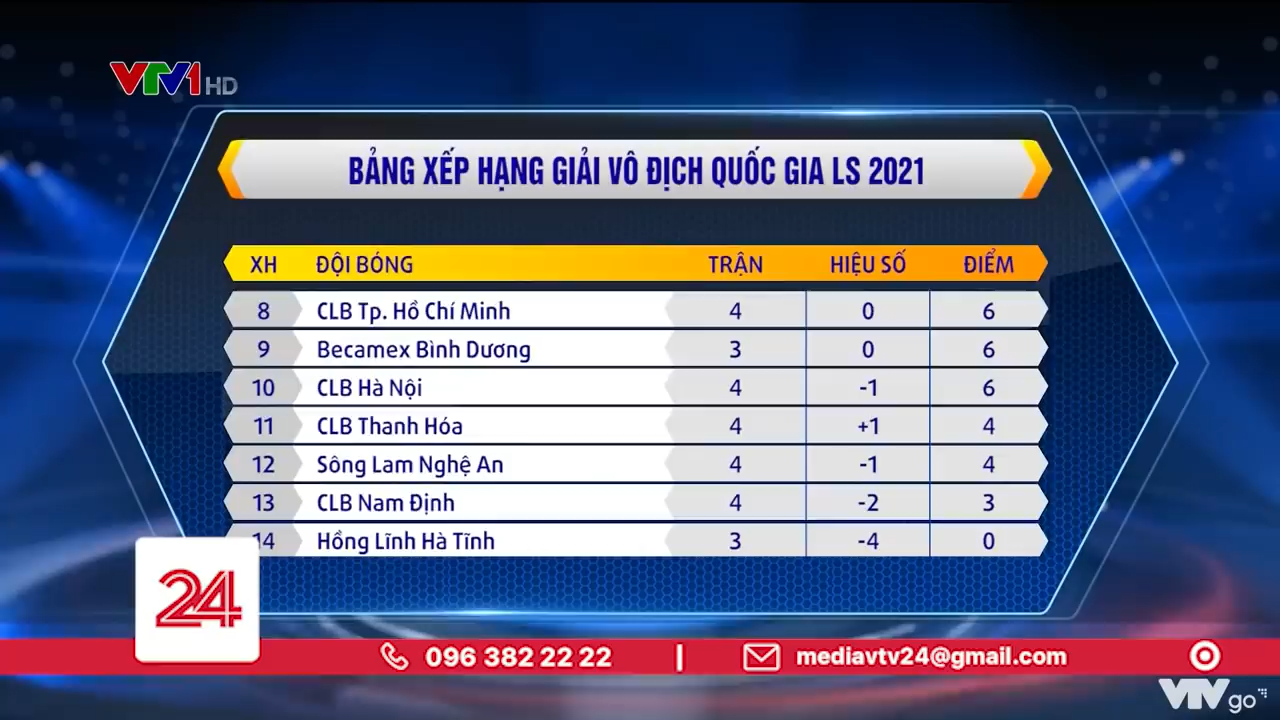 VTV1 HD
BẢNG XẾP HẠNG GIẢI VÔ ĐỊCH QUỐC GIA LS 2021
XH ĐỘI BÓNG TRẬN HIỆU SỐ ĐIỂM
8 CLB Tp. Hồ Chí Minh 4 0 6
9 Becamex Bình Dương 3 0 6
10 CLB Hà Nội 4 -1 6
11 CLB Thanh Hóa 4 +1 4
12 Sông Lam Nghệ An 4 -1 4
13 CLB Nam Định 4 -2 3
14 Hồng Lĩnh Hà Tĩnh 3 -4 0
24
096 382 22 22 | mediavtv24@gmail.com
VTV go